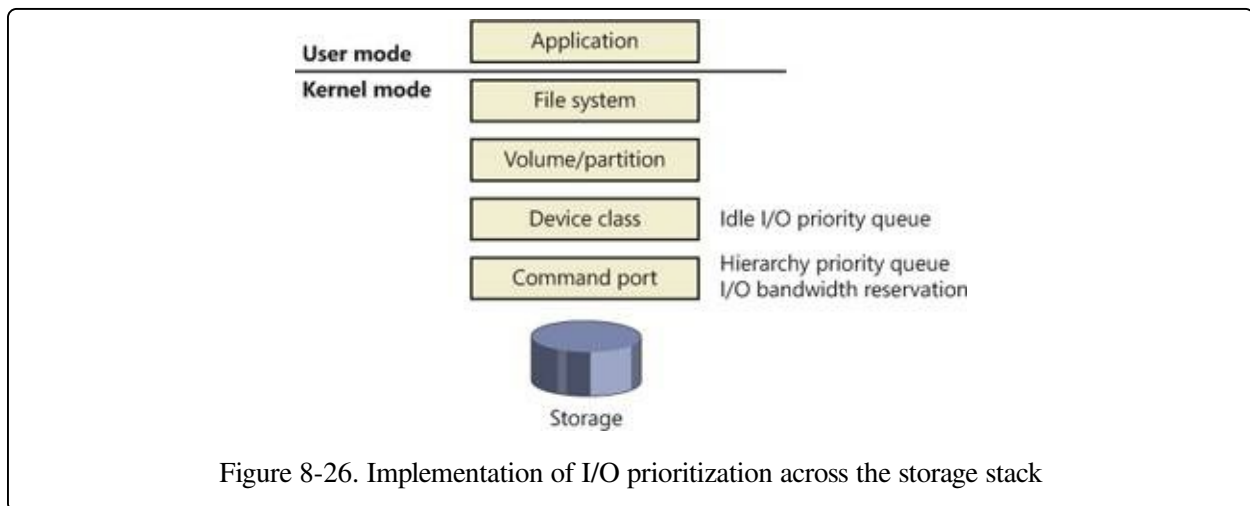 Application
User mode
Kernel mode
File system
Volume/partition
Device class
Idle I/O priority queue
Command port
Hierarchy priority queue
I/O bandwidth reservation
Storage
Figure 8-26. Implementation of I/O prioritization across the storage stack